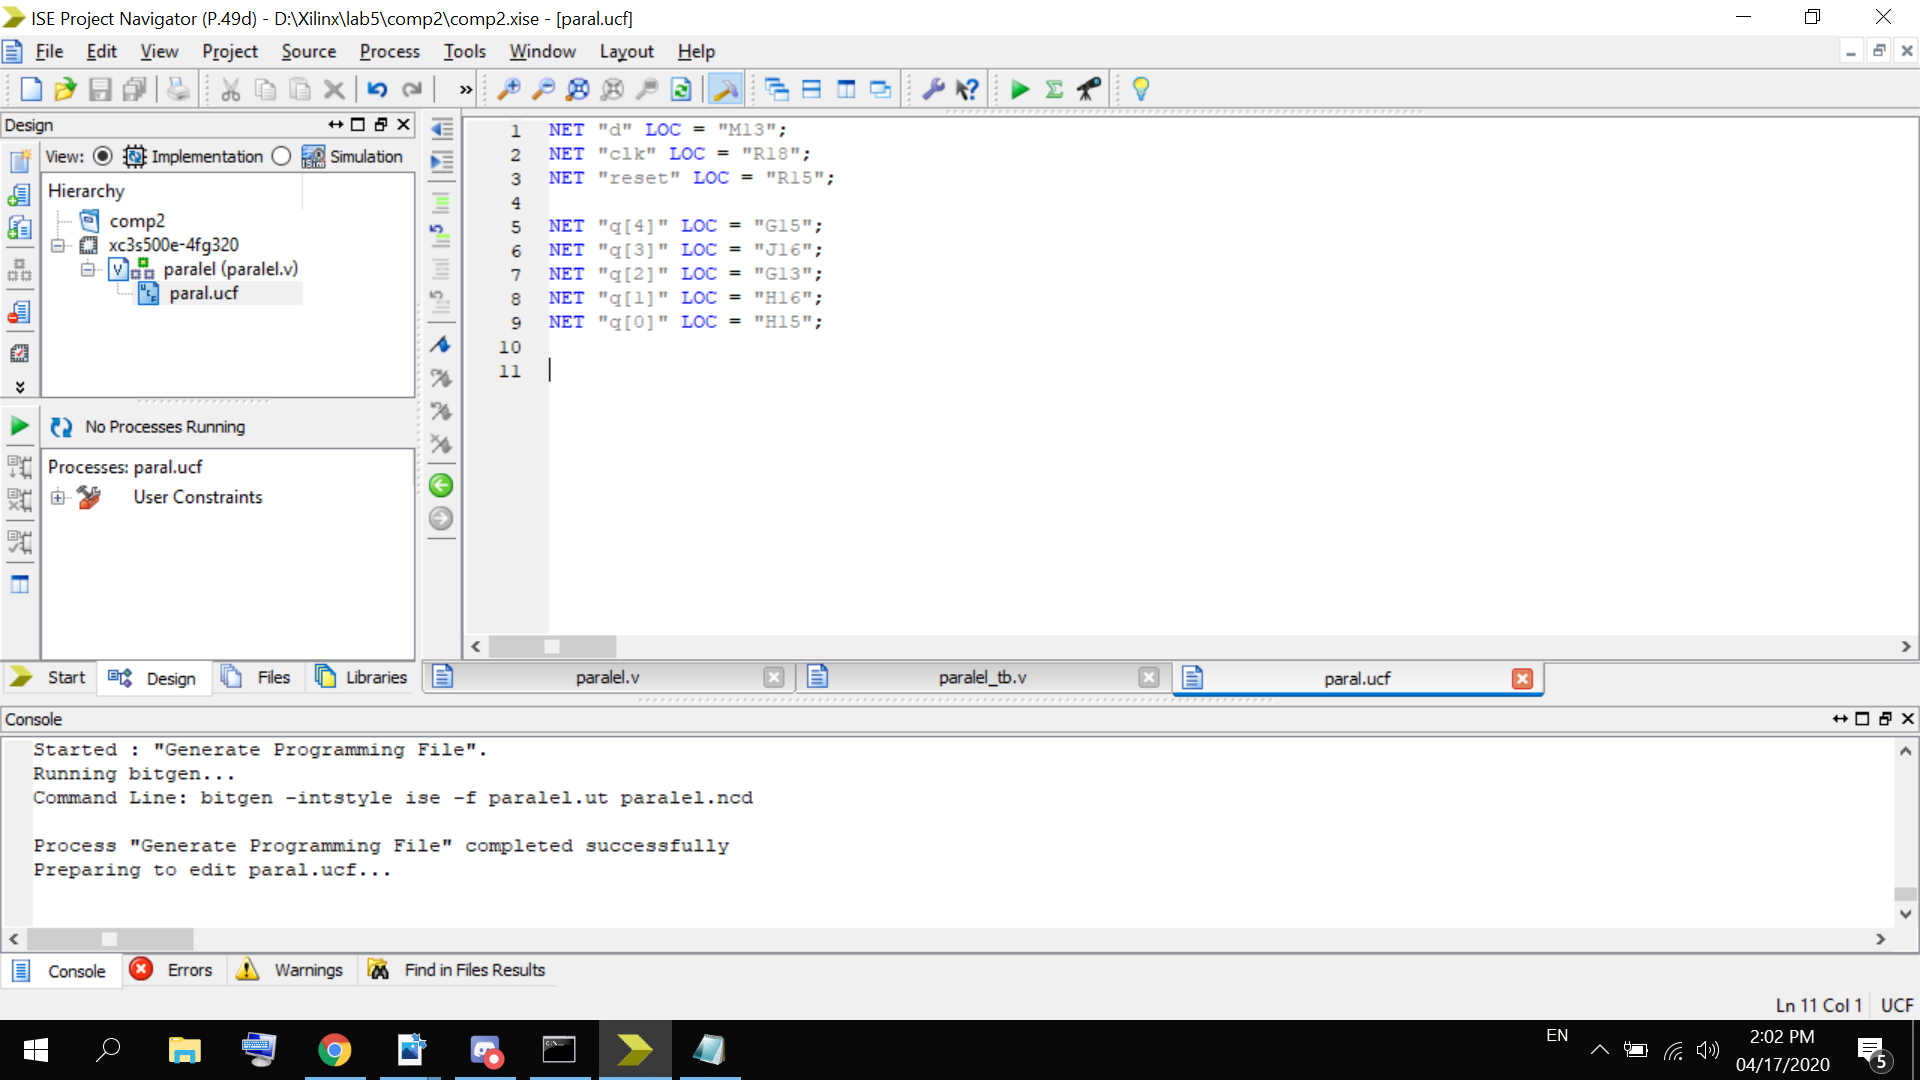 ISE Project Navigator (P.49d) - D:\Xilinx\lab5\comp2\comp2.xise - [paral.ucf]
File Edit View Project Source Process Tools Window Layout Help
Design
View: Implementation Simulation
Hierarchy
comp2
xc3s500e-4fg320
paralel (paralel.v)
paral.ucf
No Processes Running
Processes: paral.ucf
User Constraints
Start Design Files Libraries
1 NET "d" LOC = "M13";
2 NET "clk" LOC = "R18";
3 NET "reset" LOC = "R15";
4
5 NET "q[4]" LOC = "G15";
6 NET "q[3]" LOC = "J16";
7 NET "q[2]" LOC = "G13";
8 NET "q[1]" LOC = "H16";
9 NET "q[0]" LOC = "H15";
10
11
paralel.v paralel_tb.v paral.ucf
Console
Started : "Generate Programming File".
Running bitgen...
Command Line: bitgen -intstyle ise -f paralel.ut paralel.ncd
Process "Generate Programming File" completed successfully
Preparing to edit paral.ucf...
Console Errors Warnings Find in Files Results
Ln 11 Col 1 UCF
EN
2:02 PM
04/17/2020
5